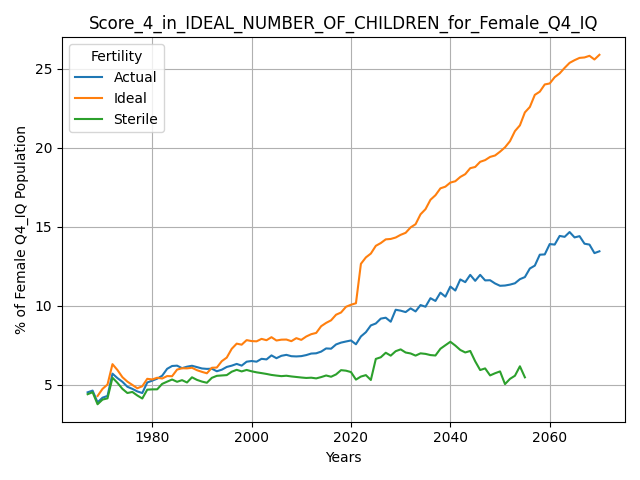 Score_4_in_IDEAL_NUMBER_OF_CHILDREN_for_Female_Q4_IQ
Fertility
Actual
Ideal
Sterile
% of Female Q4_IQ Population
25
20
15
10
5
1980 2000 2020 2040 2060
Years